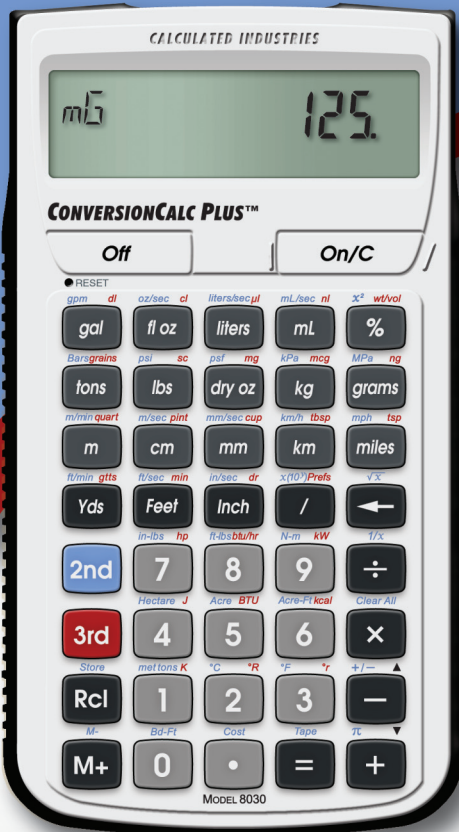 CALCULATED INDUSTRIES
mG 125.
CONVERSIONCALC PLUS™
Off On/C
RESET
gpm dl oz/sec cl liters/sec µl mL/sec nl x² wt/vol
gal fl oz liters mL %
Bars grains psi sc psf mg kPa mcg MPa ng
tons lbs dry oz kg grams
m/min quart m/sec pint mm/sec cup km/h tbsp mph tsp
m cm mm km miles
ft/min gtts ft/sec min in/sec dr x(10ʸ) Prefs √x
Yds Feet Inch / ←
in-lbs hp ft-lbs btu/hr N-m kW 1/x
2nd 7 8 9 ÷
Hectare J Acre BTU Acre-Ft kcal Clear All
3rd 4 5 6 ×
Store met tons K °C °R °F °r +/− ▲
Rcl 1 2 3 −
M- Bd-Ft Cost Tape π ▼
M+ 0 • = +
MODEL 8030